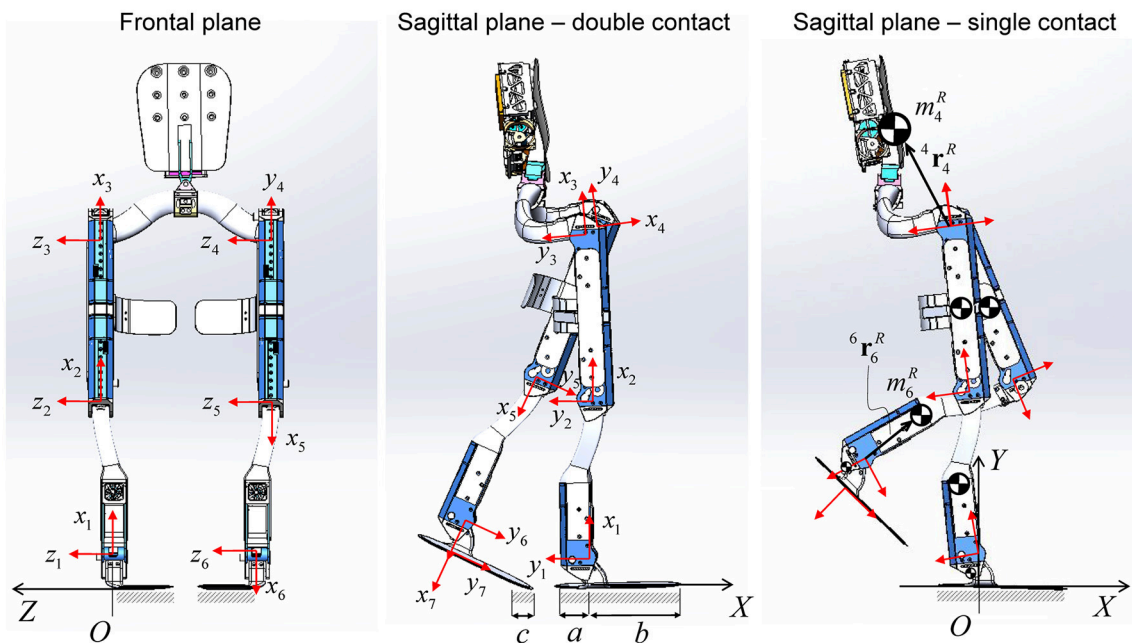 Frontal plane
x₃
y₄
z₃
z₄
x₂
z₂
z₅
x₅
x₁
z₁
z₆
x₆
Z
O
Sagittal plane – double contact
x₃
y₄
x₄
y₃
x₂
y₅
x₅
y₂
x₁
y₆
y₁
x₇
y₇
X
c
a
b
Sagittal plane – single contact
m₄ᴿ
⁴r₄ᴿ
⁶r₆ᴿ
m₆ᴿ
Y
X
O